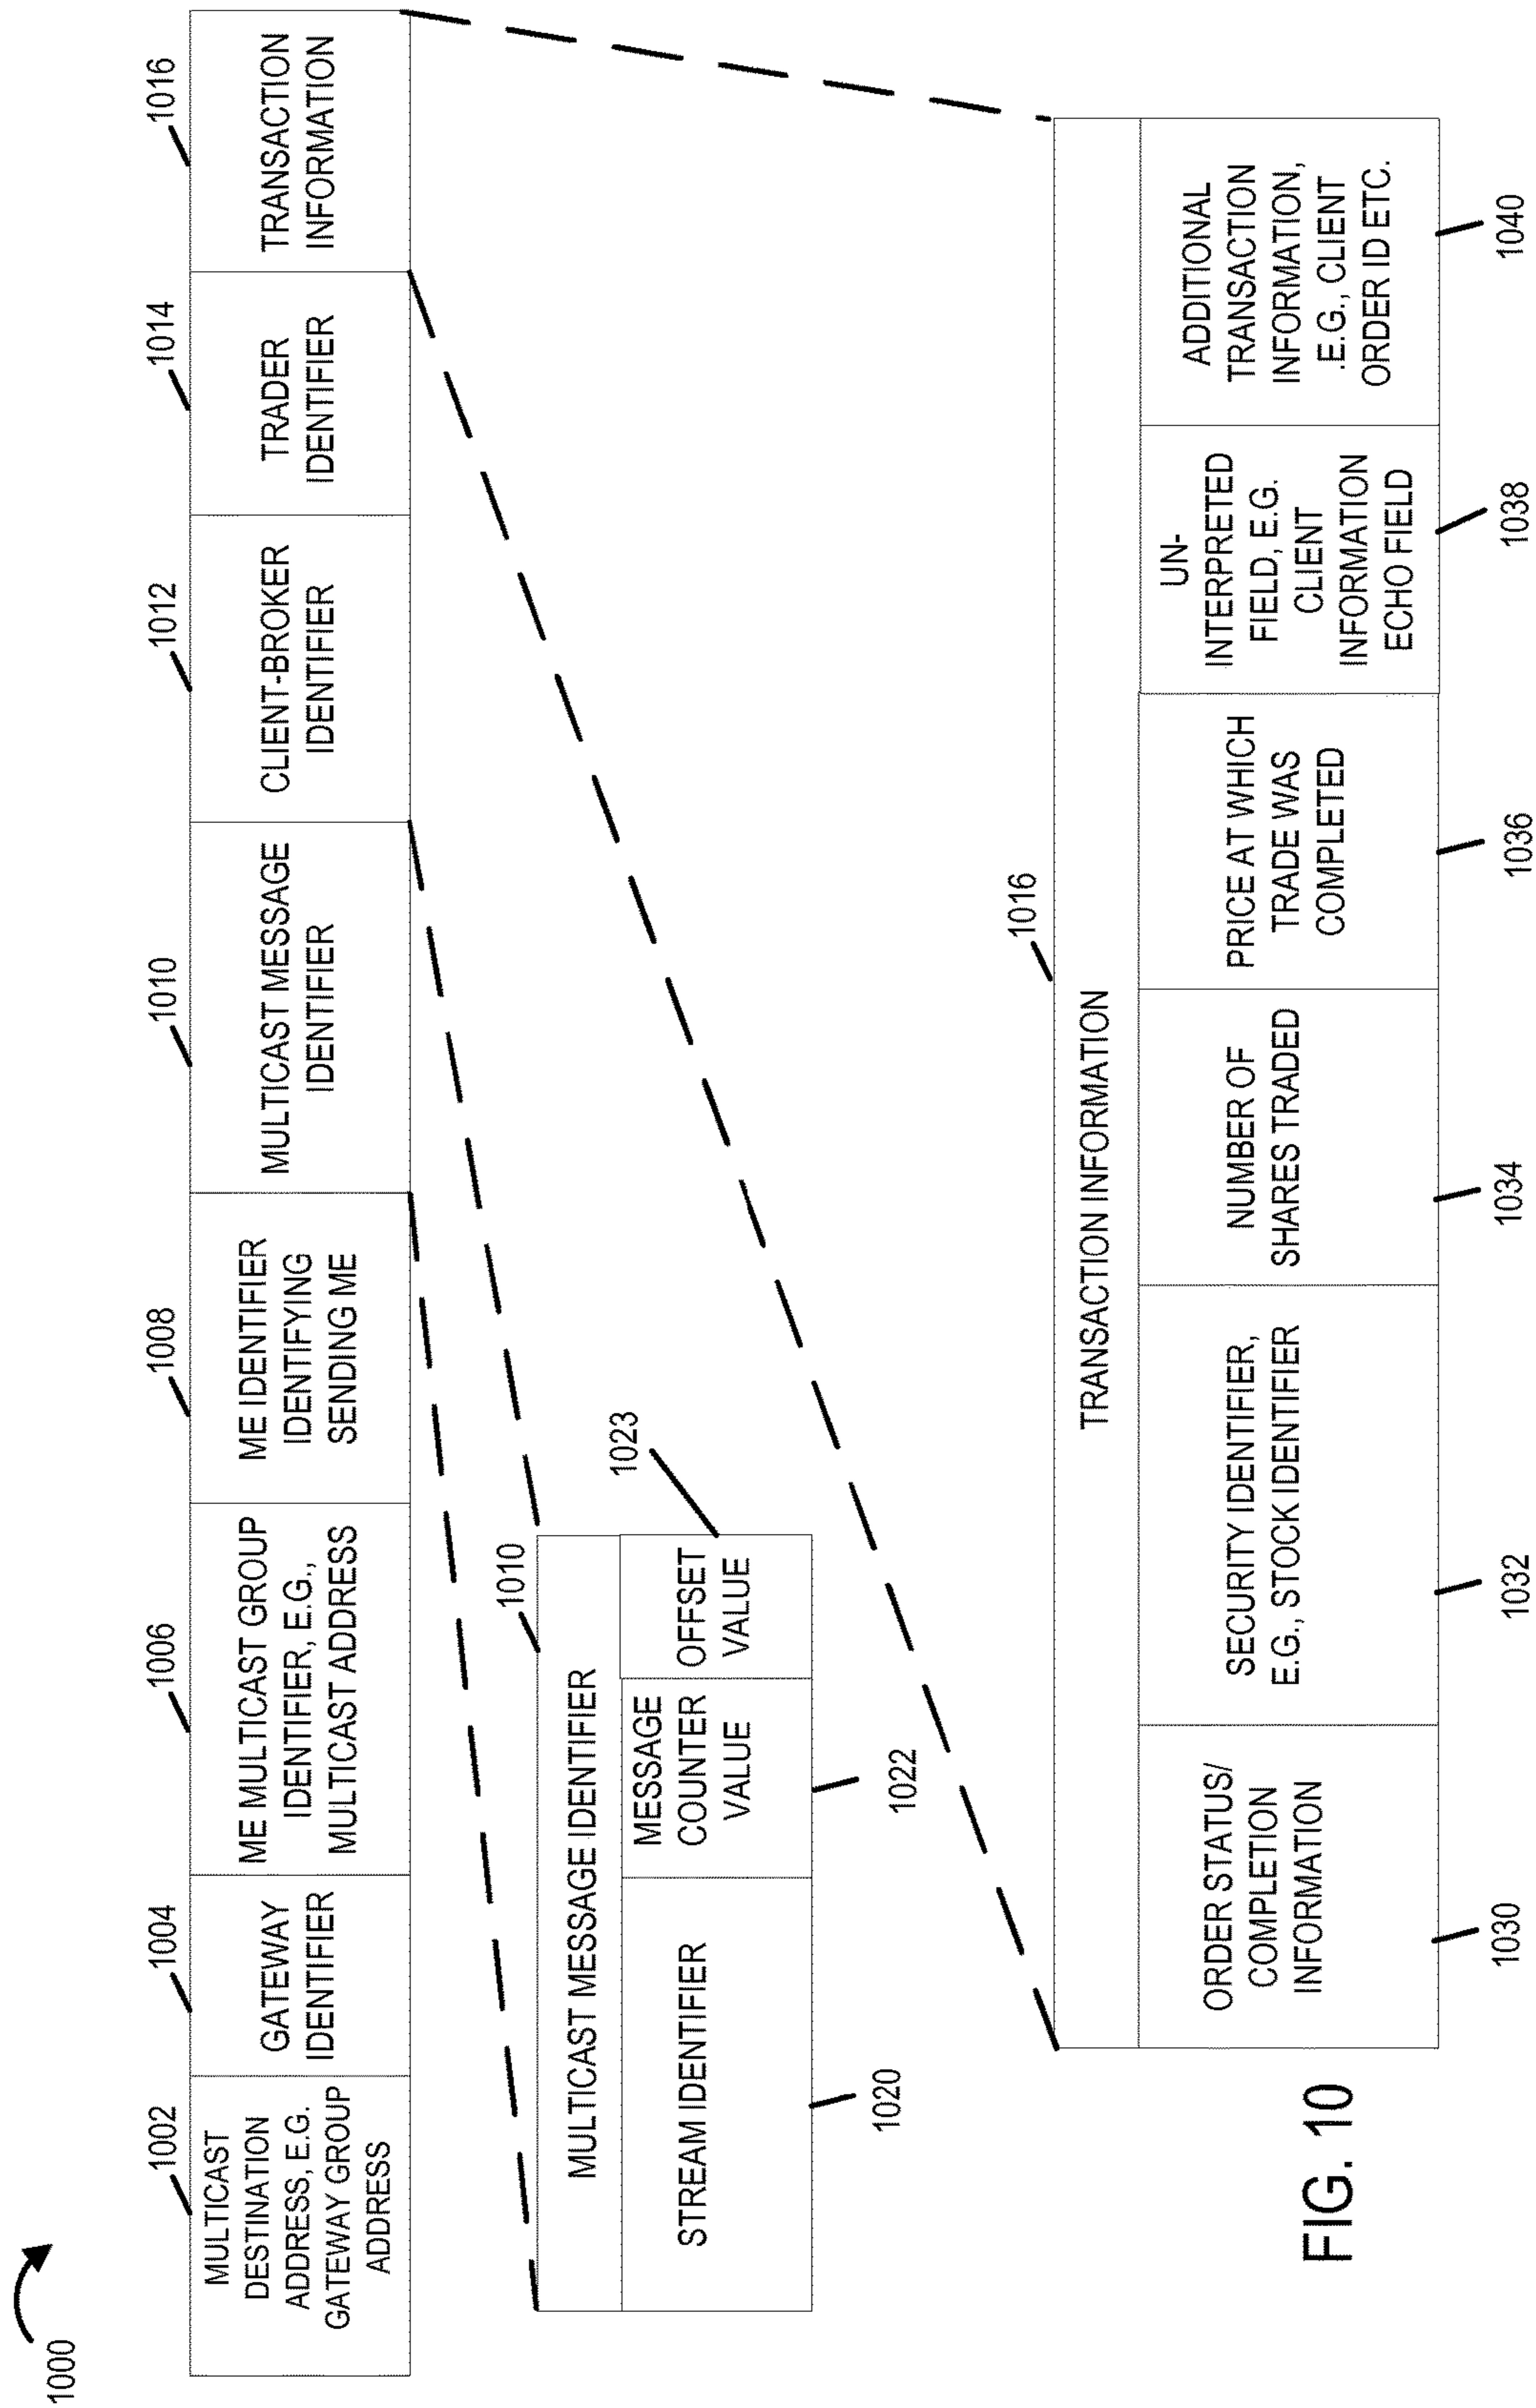 1000
1002
1004
1006
1008
1010
1012
1014
1016
MULTICAST
DESTINATION
ADDRESS, E.G.
GATEWAY GROUP
ADDRESS
GATEWAY
IDENTIFIER
ME MULTICAST GROUP
IDENTIFIER, E.G.,
MULTICAST ADDRESS
ME IDENTIFIER
IDENTIFYING
SENDING ME
MULTICAST MESSAGE
IDENTIFIER
CLIENT-BROKER
IDENTIFIER
TRADER
IDENTIFIER
TRANSACTION
INFORMATION
1010
MULTICAST MESSAGE IDENTIFIER
1023
STREAM IDENTIFIER
MESSAGE
COUNTER
VALUE
OFFSET
VALUE
1020
1022
1016
TRANSACTION INFORMATION
ORDER STATUS/
COMPLETION
INFORMATION
SECURITY IDENTIFIER,
E.G., STOCK IDENTIFIER
NUMBER OF
SHARES TRADED
PRICE AT WHICH
TRADE WAS
COMPLETED
UN-
INTERPRETED
FIELD, E.G.
CLIENT
INFORMATION
ECHO FIELD
ADDITIONAL
TRANSACTION
INFORMATION,
.E.G., CLIENT
ORDER ID ETC.
1030
1032
1034
1036
1038
1040
FIG. 10